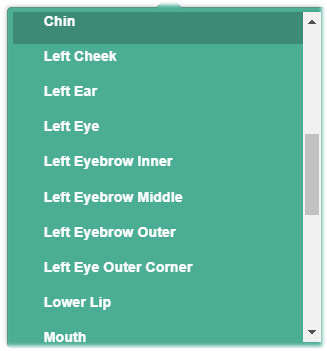 Chin
Left Cheek
Left Ear
Left Eye
Left Eyebrow Inner
Left Eyebrow Middle
Left Eyebrow Outer
Left Eye Outer Corner
Lower Lip
Mouth